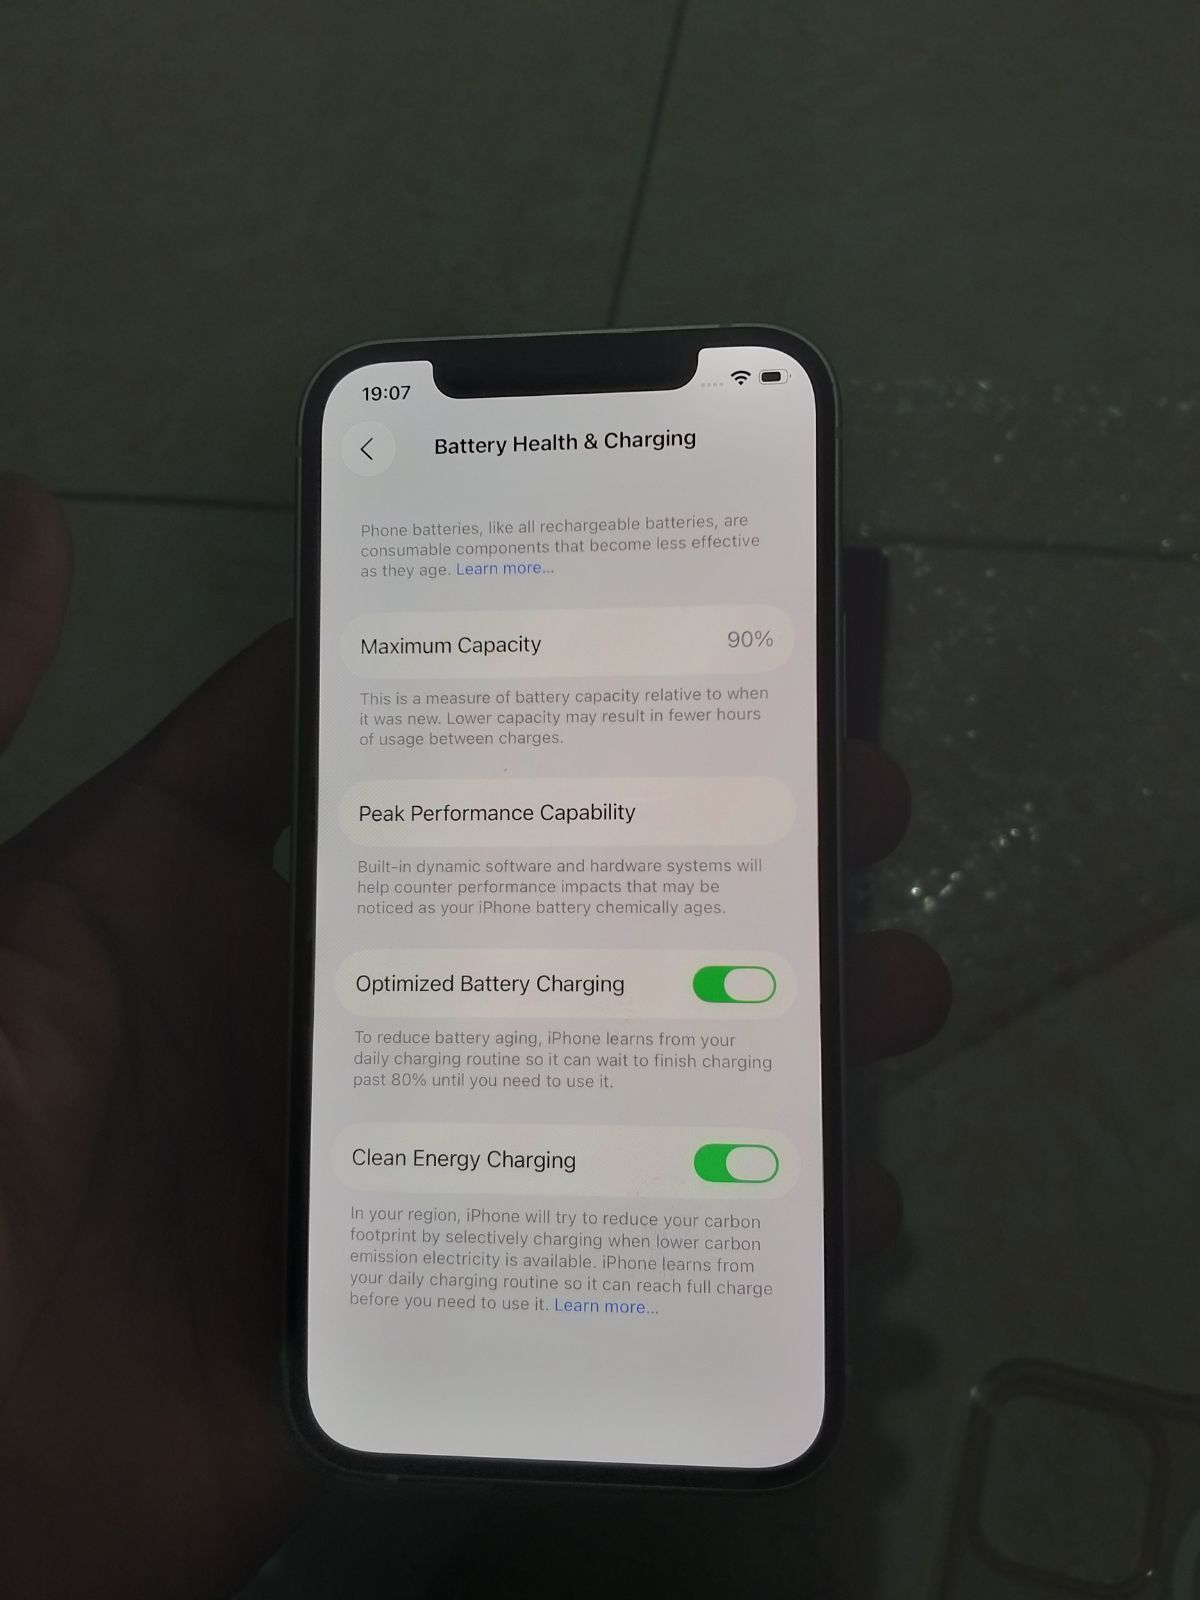 19:07
Battery Health & Charging
Phone batteries, like all rechargeable batteries, are
consumable components that become less effective
as they age. Learn more...
Maximum Capacity 90%
This is a measure of battery capacity relative to when
it was new. Lower capacity may result in fewer hours
of usage between charges.
Peak Performance Capability
Built-in dynamic software and hardware systems will
help counter performance impacts that may be
noticed as your iPhone battery chemically ages.
Optimized Battery Charging
To reduce battery aging, iPhone learns from your
daily charging routine so it can wait to finish charging
past 80% until you need to use it.
Clean Energy Charging
In your region, iPhone will try to reduce your carbon
footprint by selectively charging when lower carbon
emission electricity is available. iPhone learns from
your daily charging routine so it can reach full charge
before you need to use it. Learn more...